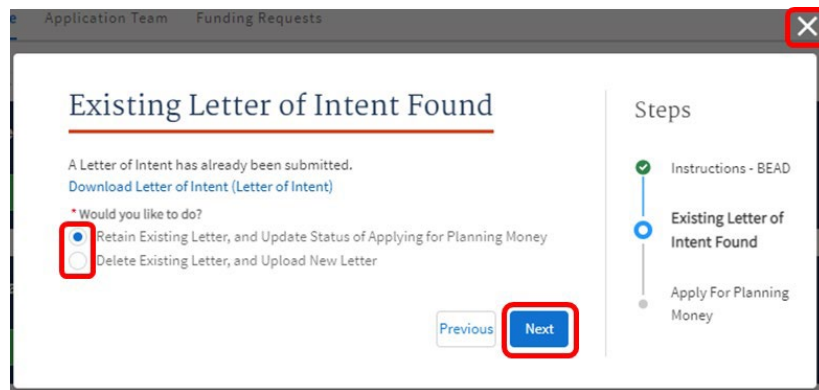 e Application Team Funding Requests
Existing Letter of Intent Found
A Letter of Intent has already been submitted.
Download Letter of Intent (Letter of Intent)
* Would you like to do?
Retain Existing Letter, and Update Status of Applying for Planning Money
Delete Existing Letter, and Upload New Letter
Previous Next
Steps
Instructions - BEAD
Existing Letter of
Intent Found
Apply For Planning
Money